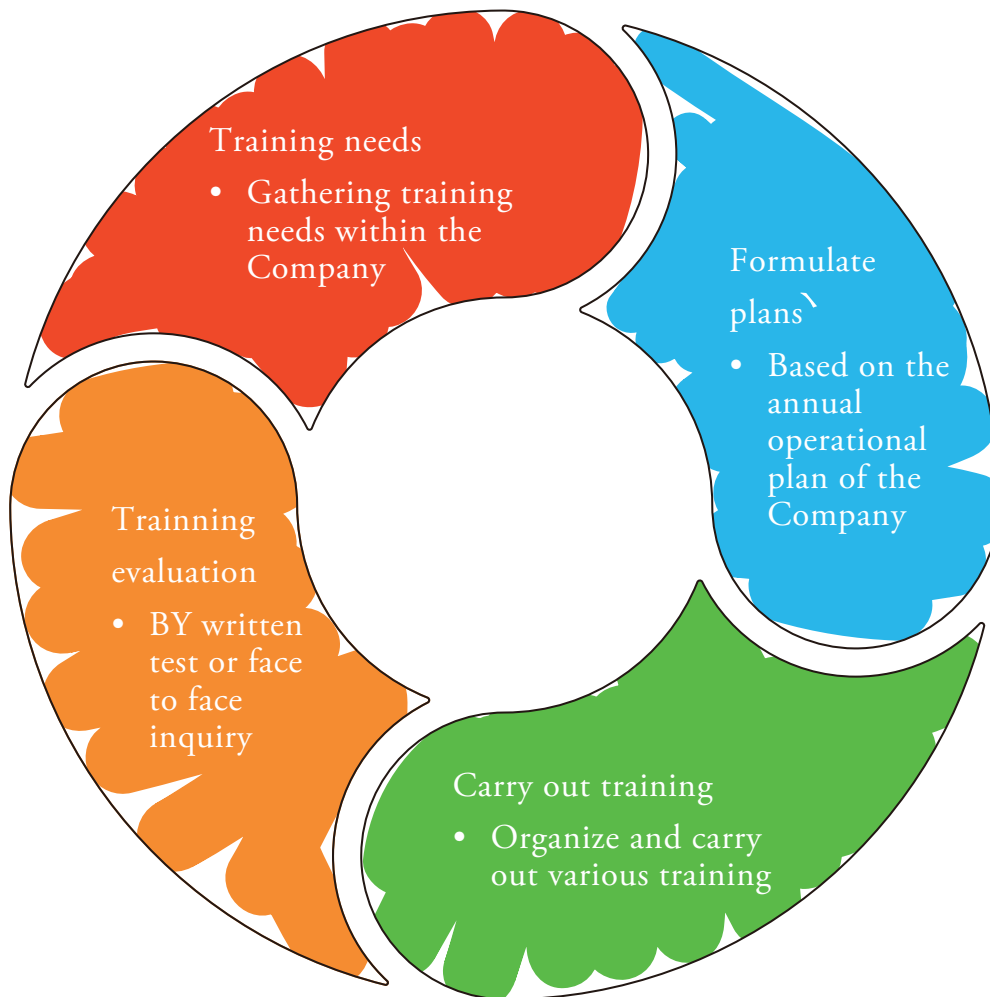 Training needs
• Gathering training
needs within the
Company
Formulate
plans`
• Based on the
annual
operational
plan of the
Company
Carry out training
• Organize and carry
out various training
Trainning
evaluation
• BY written
test or face
to face
inquiry